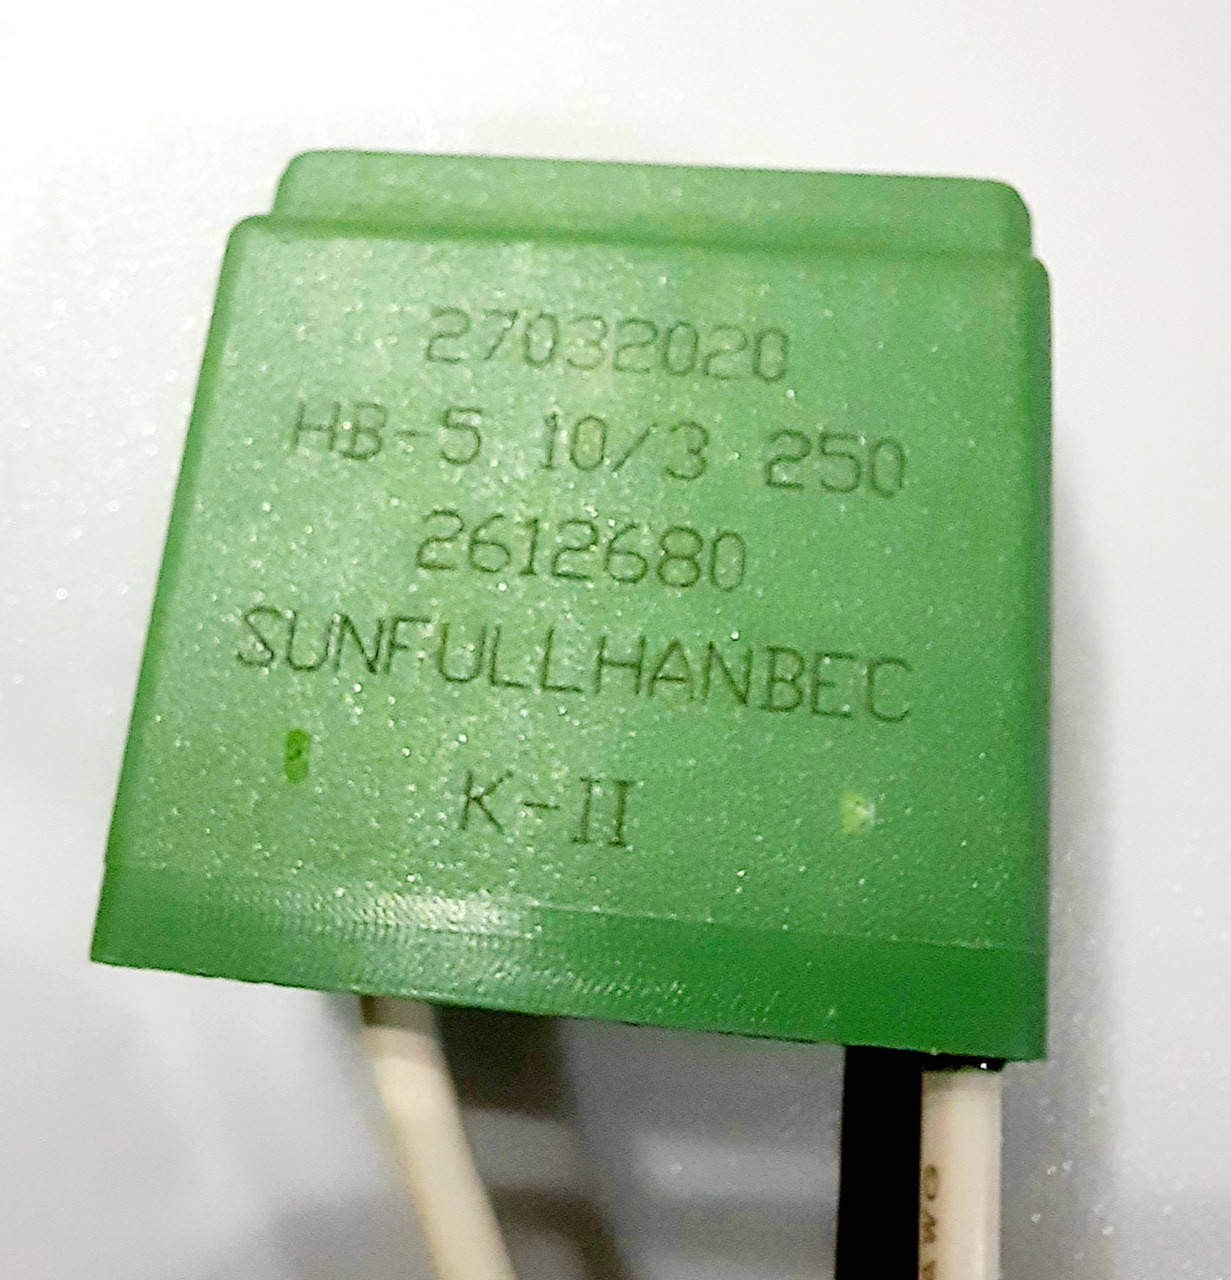 27032020
HB-5 10/3 250
2612680
SUNFULLHANBEC
K-II